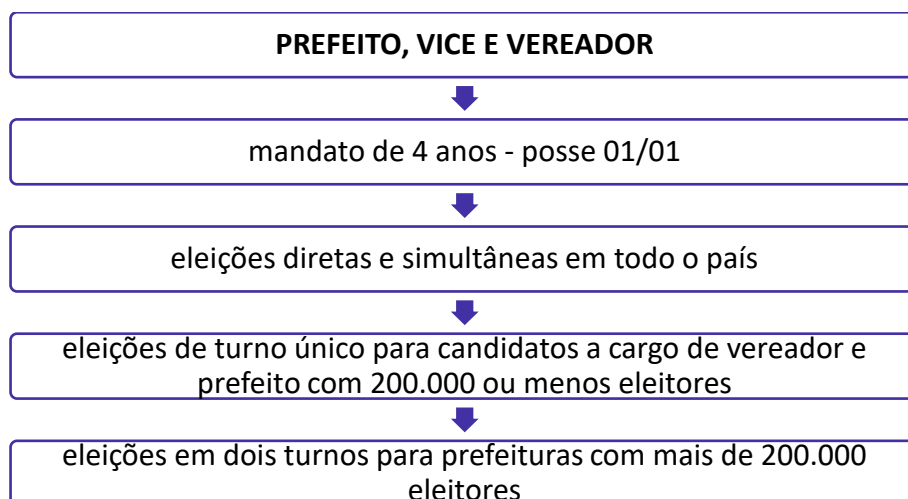 PREFEITO, VICE E VEREADOR
mandato de 4 anos - posse 01/01
eleições diretas e simultâneas em todo o país
eleições de turno único para candidatos a cargo de vereador e
prefeito com 200.000 ou menos eleitores
eleições em dois turnos para prefeituras com mais de 200.000
eleitores